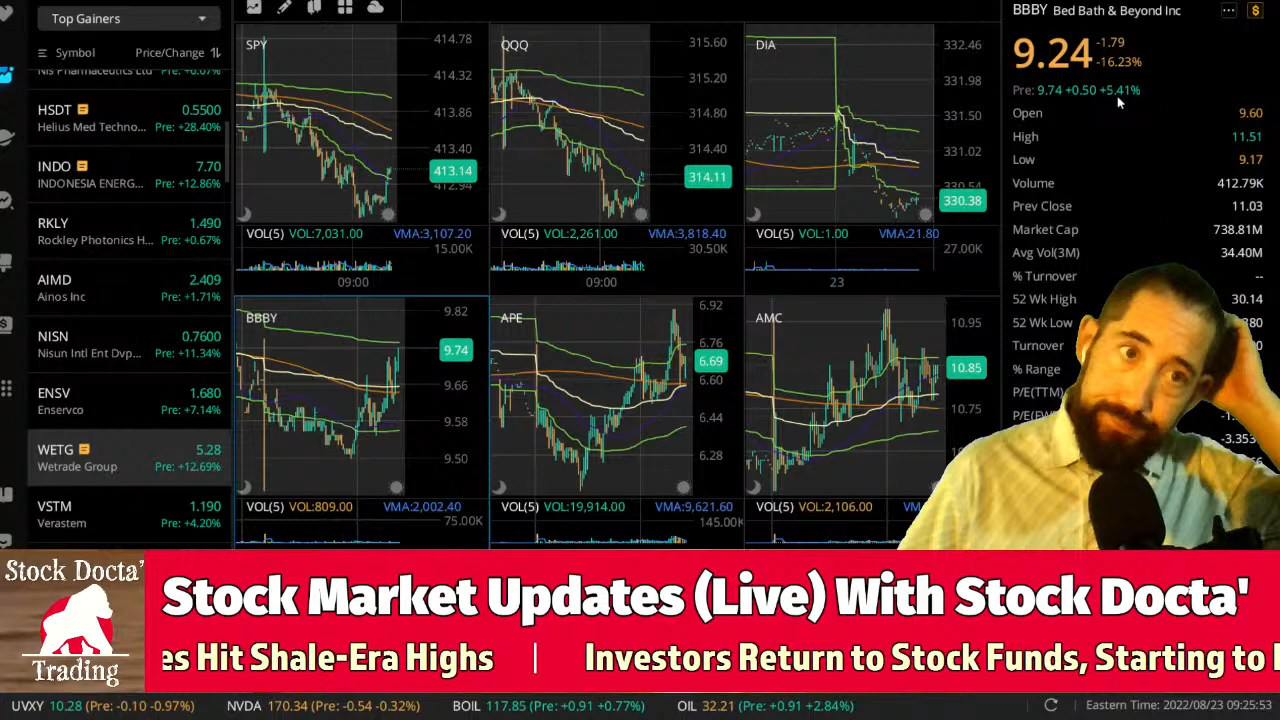 Top Gainers
Symbol Price/Change
Nls Pharmaceutics Ltd Pre: +6.67%
HSDT 0.5500
Helius Med Techno... Pre: +28.40%
INDO 7.70
INDONESIA ENERG... Pre: +12.86%
RKLY 1.490
Rockley Photonics H... Pre: +0.67%
AIMD 2.409
Ainos Inc Pre: +1.71%
NISN 0.7600
Nisun Intl Ent Dvp... Pre: +11.34%
ENSV 1.680
Enservco Pre: +7.14%
WETG 5.28
Wetrade Group Pre: +12.69%
VSTM 1.190
Verastem Pre: +4.20%
SPY
414.78
414.32
413.86
413.40
413.14
412.94
VOL(5) VOL:7,031.00 VMA:3,107.20
15.00K
09:00
QQQ
315.60
315.20
314.80
314.40
314.11
VOL(5) VOL:2,261.00 VMA:3,818.40
30.50K
09:00
DIA
332.46
331.98
331.50
331.02
330.54
330.38
VOL(5) VOL:1.00 VMA:21.80
27.00K
23
BBBY
9.82
9.74
9.66
9.58
9.50
VOL(5) VOL:809.00 VMA:2,002.40
75.00K
APE
6.92
6.76
6.69
6.60
6.44
6.28
VOL(5) VOL:19,914.00 VMA:9,621.60
145.00K
AMC
10.95
10.85
10.75
VOL(5) VOL:2,106.00
BBBY Bed Bath & Beyond Inc
9.24 -1.79
-16.23%
Pre: 9.74 +0.50 +5.41%
Open 9.60
High 11.51
Low 9.17
Volume 412.79K
Prev Close 11.03
Market Cap 738.81M
Avg Vol(3M) 34.40M
% Turnover --
52 Wk High 30.14
52 Wk Low
Turnover
% Range
P/E(TTM)
Stock Docta'
Trading
Stock Market Updates (Live) With Stock Docta'
es Hit Shale-Era Highs | Investors Return to Stock Funds, Starting to
UVXY 10.28 (Pre: -0.10 -0.97%) NVDA 170.34 (Pre: -0.54 -0.32%) BOIL 117.85 (Pre: +0.91 +0.77%) OIL 32.21 (Pre: +0.91 +2.84%) Eastern Time: 2022/08/23 09:25:53